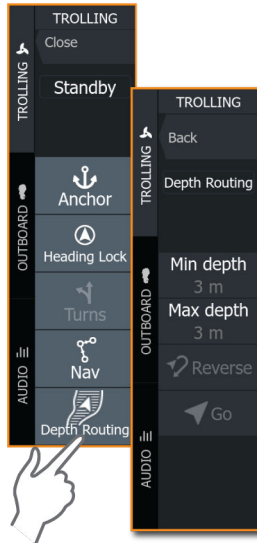 TROLLING
TROLLING
Close
Standby
Anchor
Heading Lock
OUTBOARD
Turns
Nav
AUDIO
Depth Routing
TROLLING
TROLLING
Back
Depth Routing
Min depth
3 m
OUTBOARD
Max depth
3 m
Reverse
Go
AUDIO